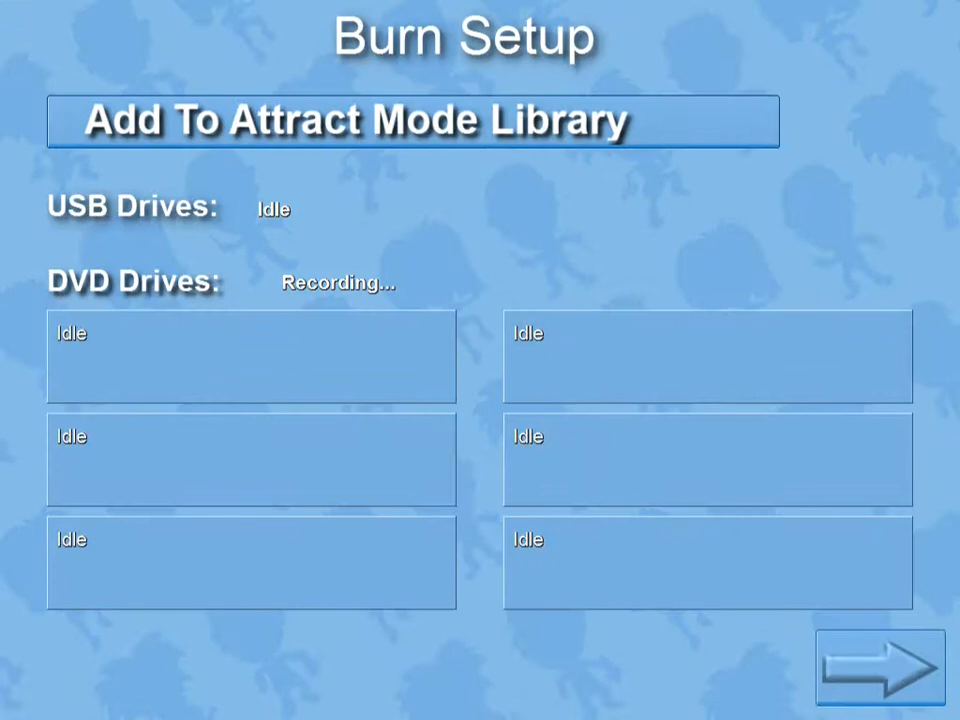 Burn Setup
Add To Attract Mode Library
USB Drives: Idle
DVD Drives: Recording...
Idle Idle
Idle Idle
Idle Idle